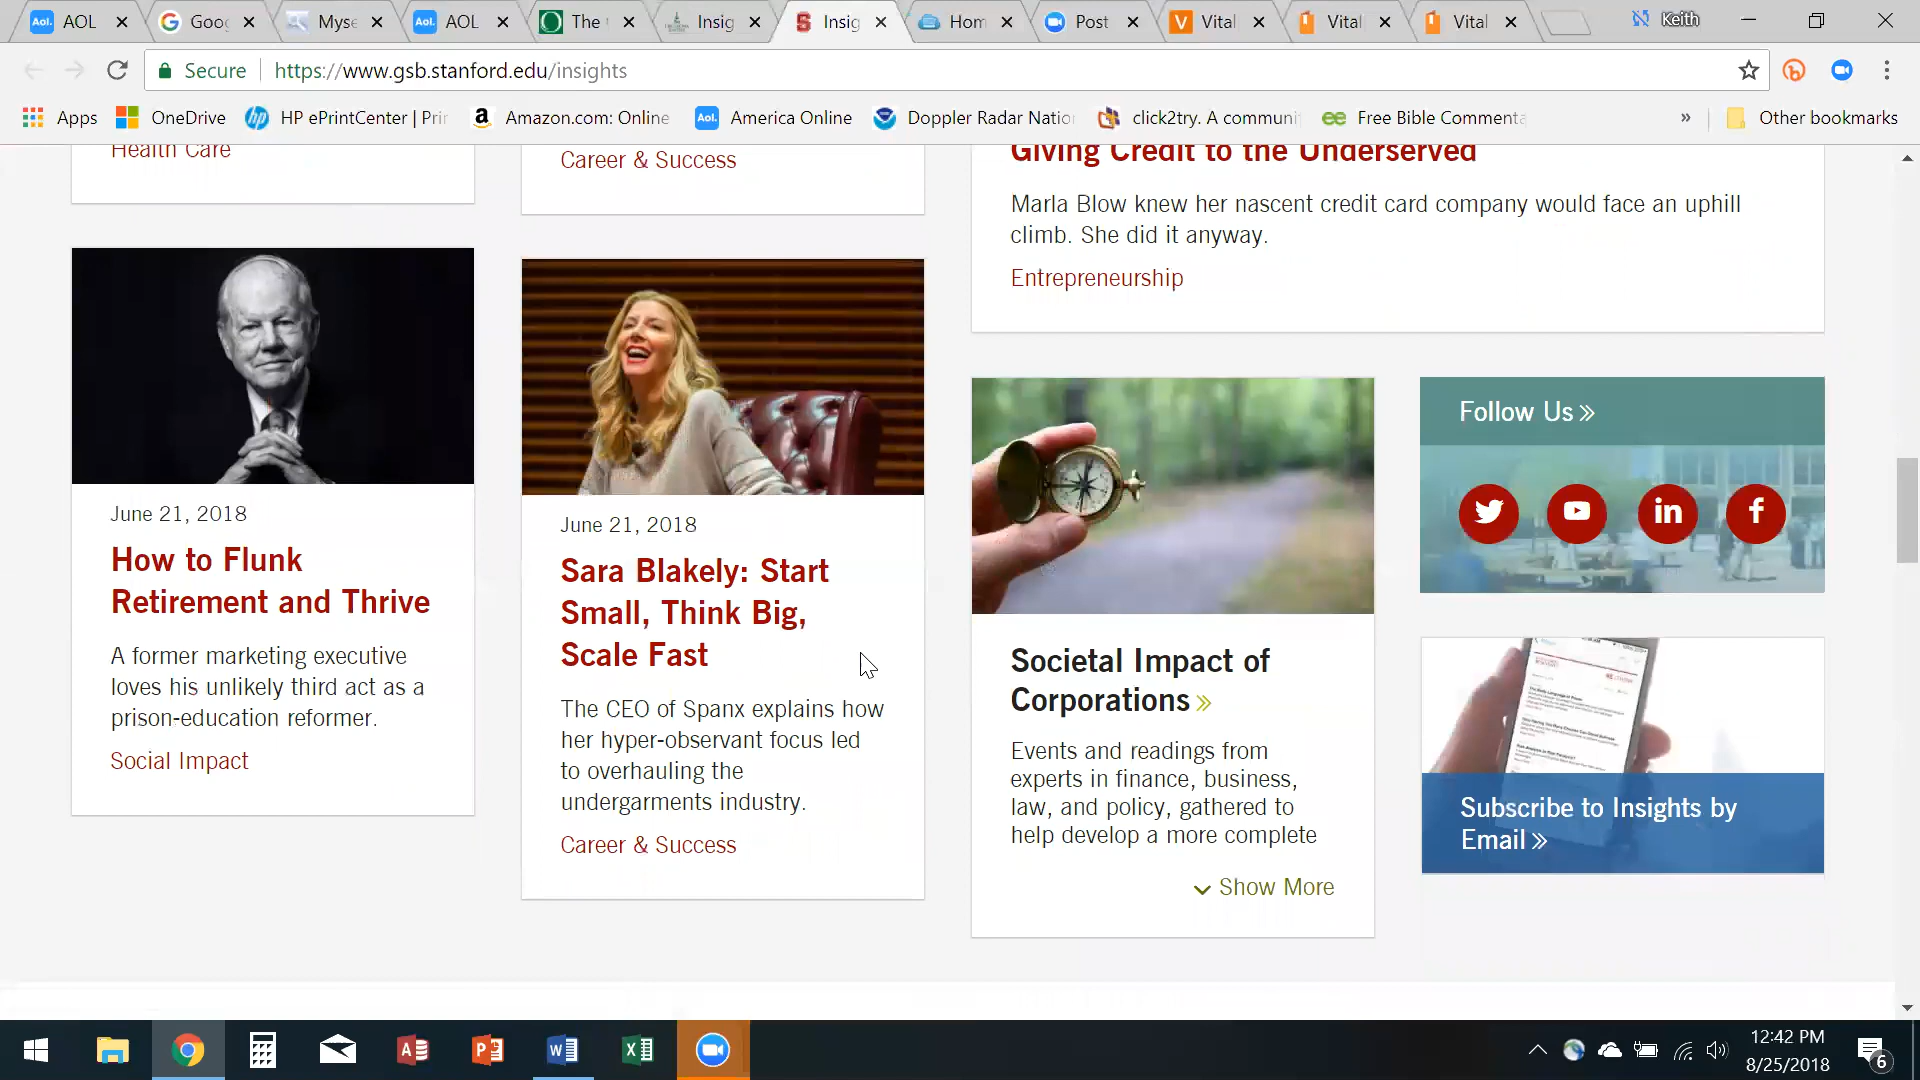 AOL
Goog
Myse
AOL
The
Insig
Insig
Hom
Post
Vital
Vital
Vital
Keith
Secure
https://www.gsb.stanford.edu/insights
Apps
OneDrive
HP ePrintCenter | Prin
Amazon.com: Online
America Online
Doppler Radar Natio
click2try. A communi
Free Bible Commenta
»
Other bookmarks
Health Care
Career & Success
Giving Credit to the Underserved
Marla Blow knew her nascent credit card company would face an uphill
climb. She did it anyway.
Entrepreneurship
June 21, 2018
How to Flunk
Retirement and Thrive
A former marketing executive
loves his unlikely third act as a
prison-education reformer.
Social Impact
June 21, 2018
Sara Blakely: Start
Small, Think Big,
Scale Fast
The CEO of Spanx explains how
her hyper-observant focus led
to overhauling the
undergarments industry.
Career & Success
Societal Impact of
Corporations »
Events and readings from
experts in finance, business,
law, and policy, gathered to
help develop a more complete
Show More
Follow Us »
Subscribe to Insights by
Email »
12:42 PM
8/25/2018
6